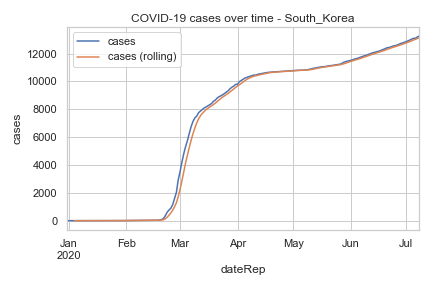 COVID-19 cases over time - South_Korea
cases
cases (rolling)
12000
10000
8000
6000
4000
2000
0
cases
Jan Feb Mar Apr May Jun Jul
2020
dateRep